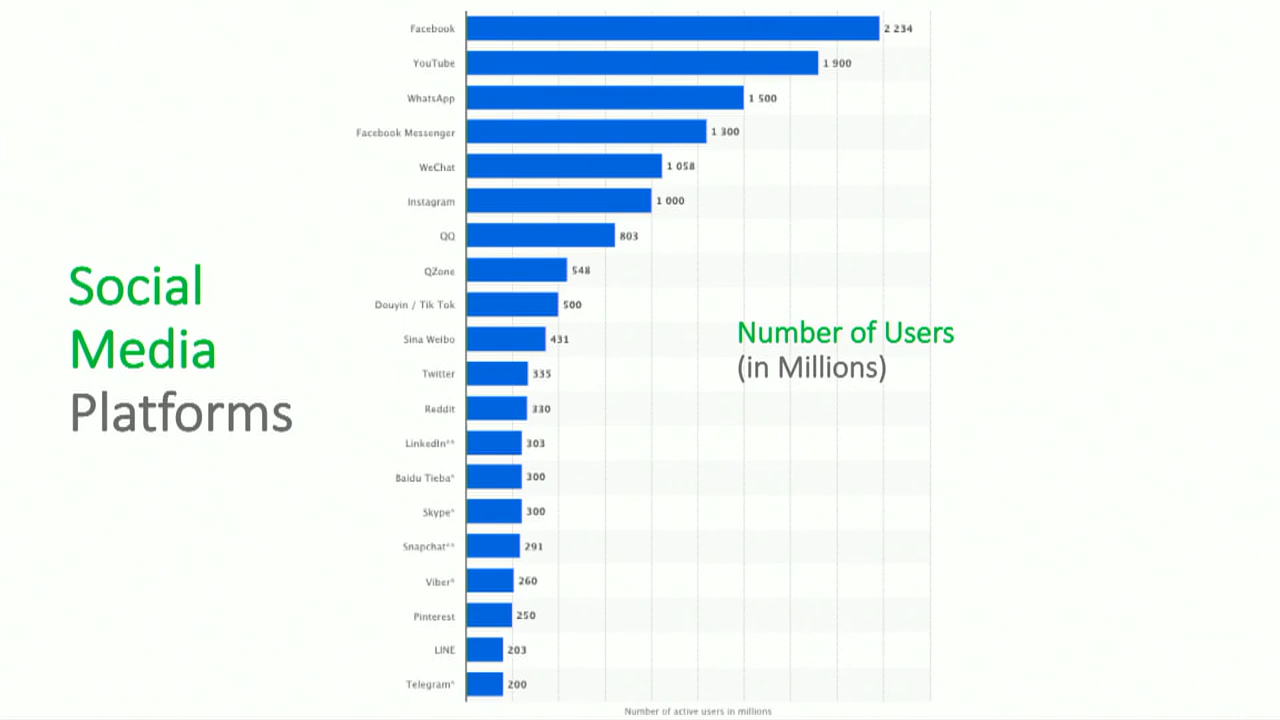 Social
Media
Platforms
Facebook 2 234
YouTube 1 900
WhatsApp 1 500
Facebook Messenger 1 300
WeChat 1 058
Instagram 1 000
QQ 803
QZone 548
Douyin / Tik Tok 500
Sina Weibo 431
Twitter 335
Reddit 330
LinkedIn** 303
Baidu Tieba* 300
Skype* 300
Snapchat** 291
Viber* 260
Pinterest 250
LINE 203
Telegram* 200
Number of Users
(in Millions)
Number of active users in millions